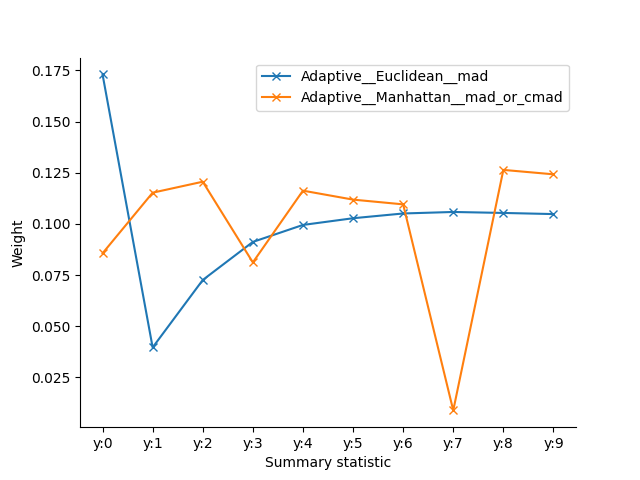 Adaptive__Euclidean__mad
Adaptive__Manhattan__mad_or_cmad
Weight
0.175
0.150
0.125
0.100
0.075
0.050
0.025
y:0 y:1 y:2 y:3 y:4 y:5 y:6 y:7 y:8 y:9
Summary statistic